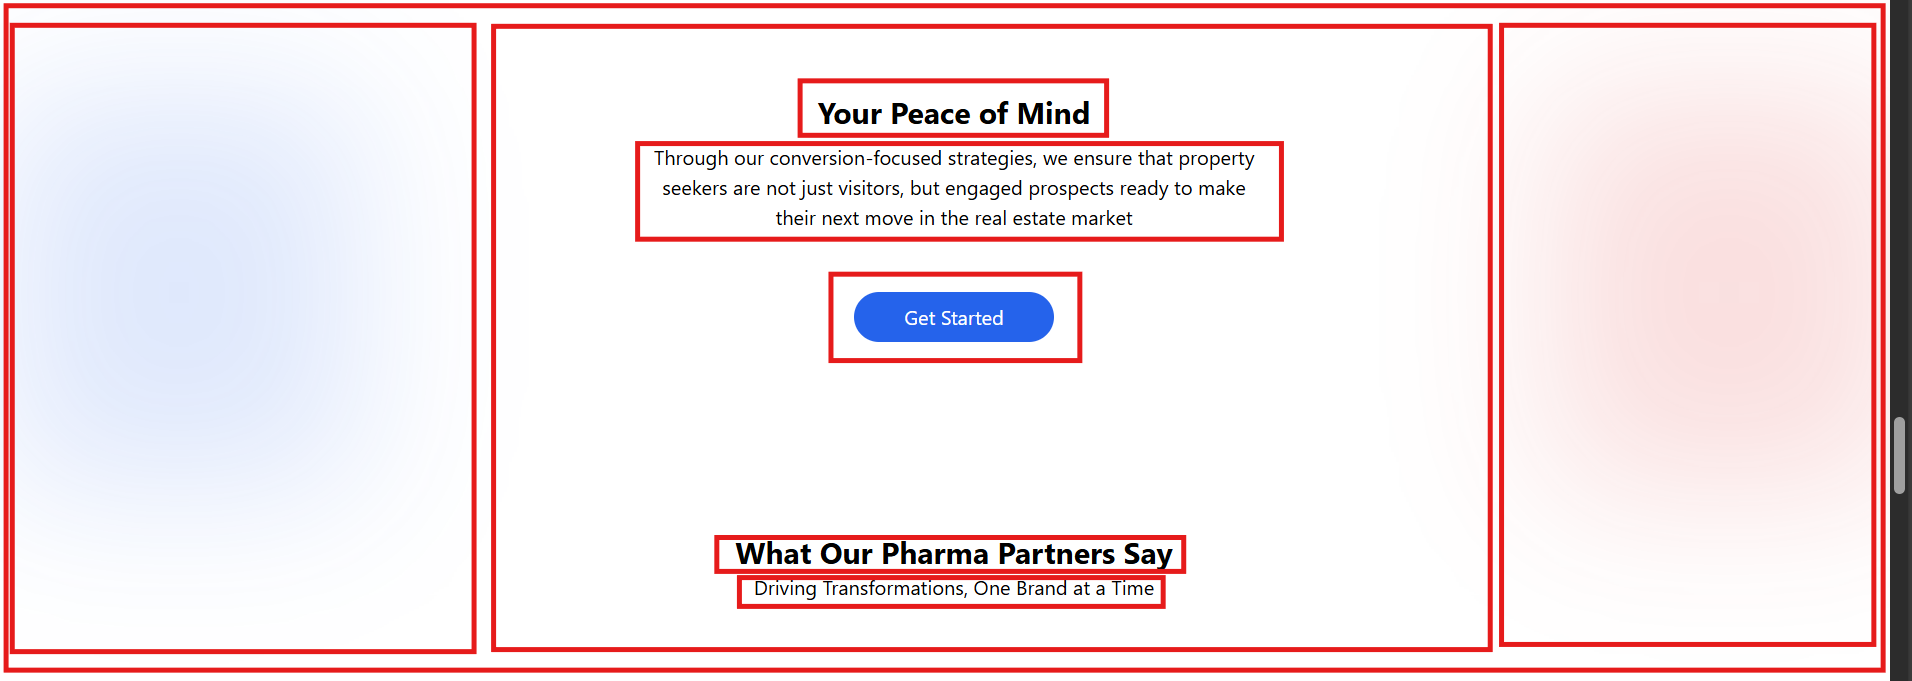 Your Peace of Mind
Through our conversion-focused strategies, we ensure that property
seekers are not just visitors, but engaged prospects ready to make
their next move in the real estate market
Get Started
What Our Pharma Partners Say
Driving Transformations, One Brand at a Time